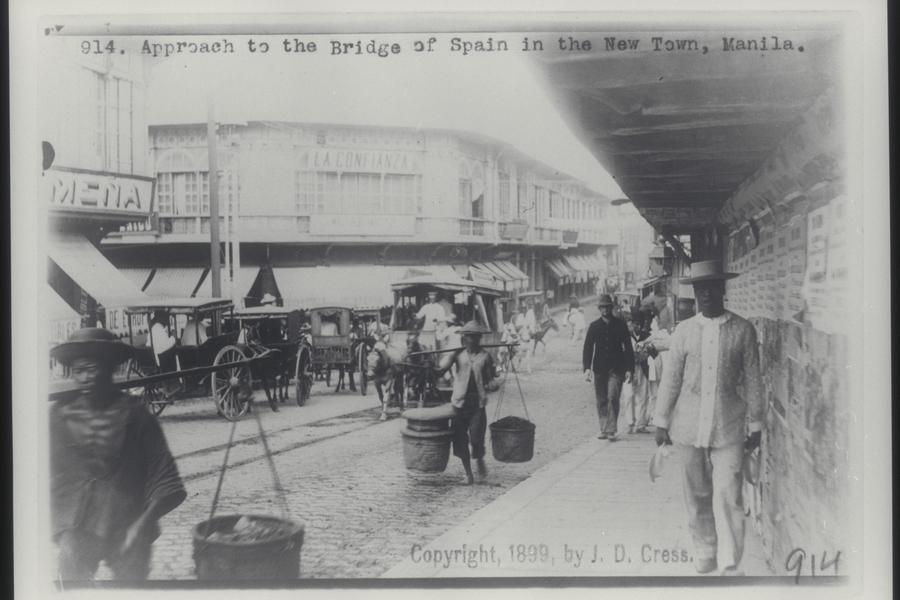 914. Approach to the Bridge of Spain in the New Town, Manila.
LA CONFIANZA
MENA
Copyright, 1899, by J. D. Cress.
914